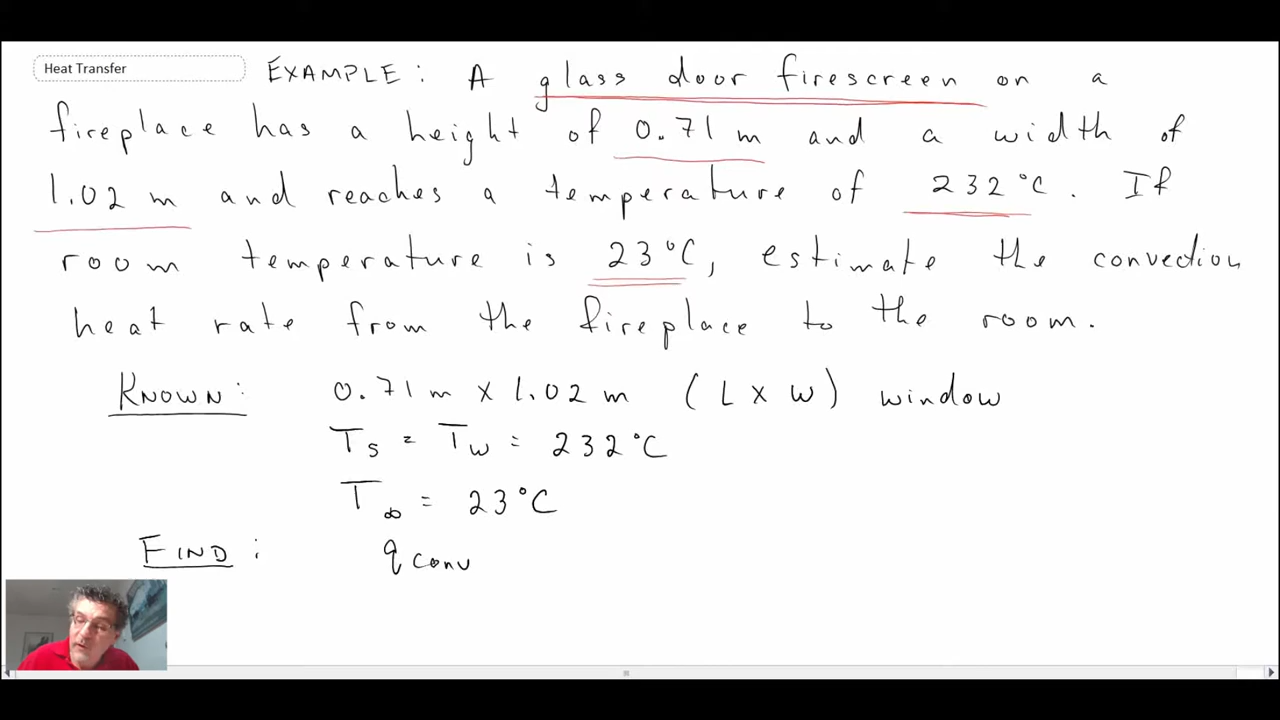 Heat Transfer
EXAMPLE: A glass door firescreen on a
fireplace has a height of 0.71 m and a width of
1.02 m and reaches a temperature of 232°C. If
room temperature is 23°C, estimate the convection
heat rate from the fireplace to the room.
KNOWN: 0.71 m x 1.02 m (L x W) window
Ts = Tw = 232°C
T∞ = 23°C
FIND: qconv